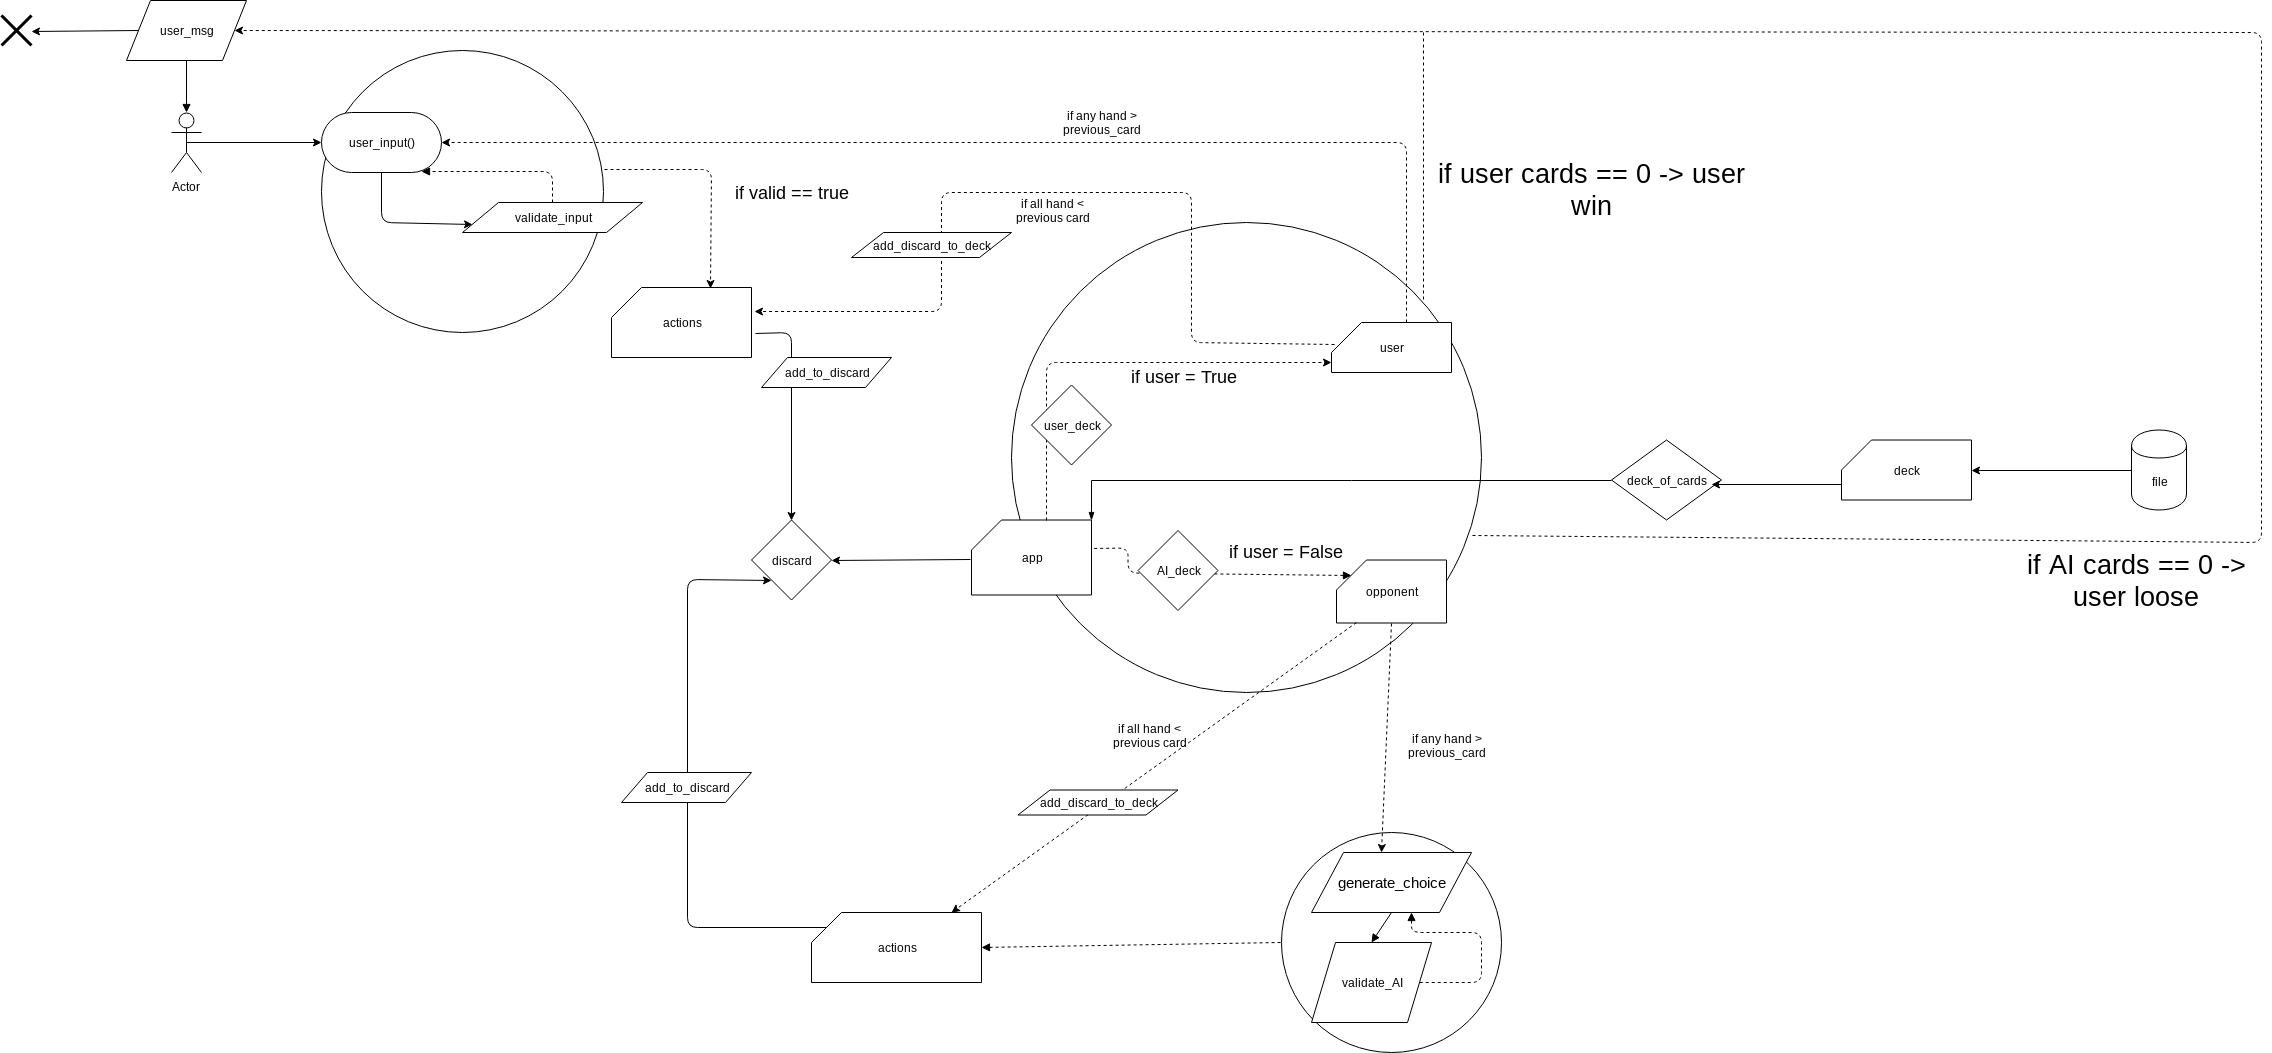 user_msg
if any hand >
previous_card
user_input()
Actor
if user cards == 0 -> user
win
if valid == true
validate_input
if all hand <
previous card
add_discard_to_deck
actions
user
add_to_discard
if user = True
user_deck
deck_of_cards
deck
file
discard
app
AI_deck
if user = False
opponent
if AI cards == 0 ->
user loose
if all hand <
previous card
if any hand >
previous_card
add_to_discard
add_discard_to_deck
generate_choice
actions
validate_AI